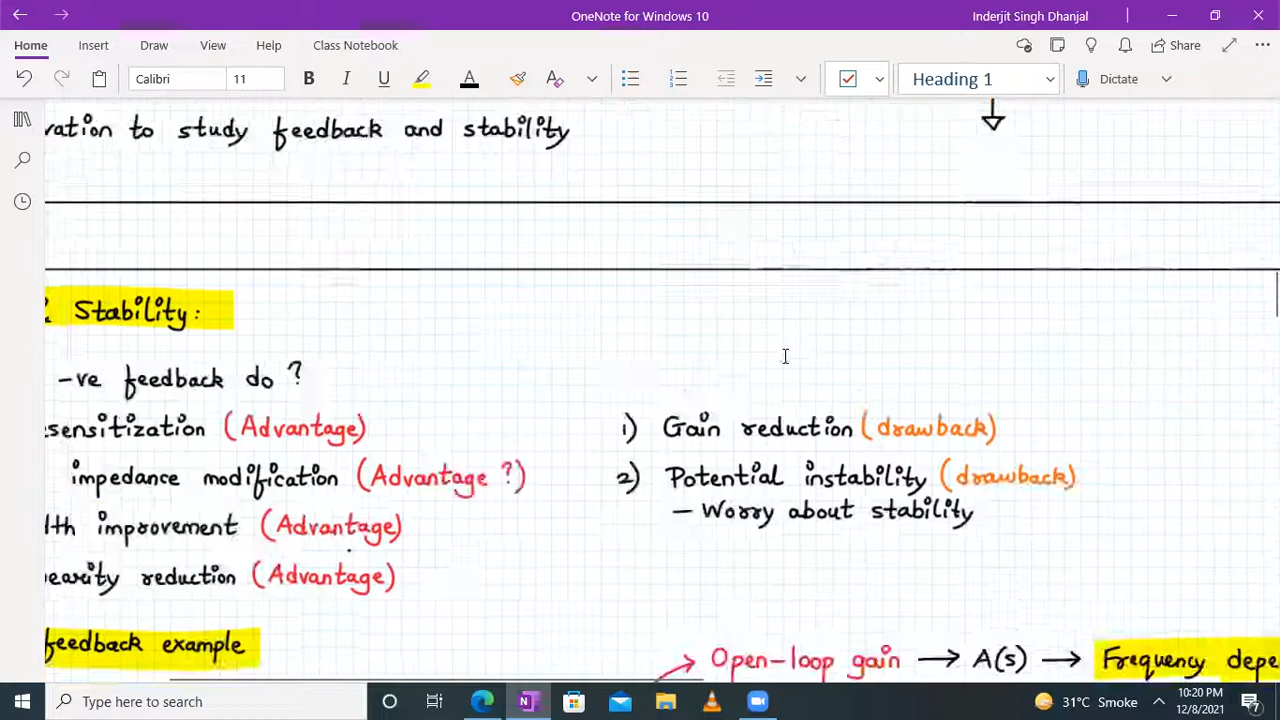 OneNote for Windows 10
Inderjit Singh Dhanjal
Home Insert Draw View Help Class Notebook
Share
Calibri 11 B I U A Heading 1 Dictate
vation to study feedback and stability
Stability:
-ve feedback do ?
sensitization (Advantage)
impedance modification (Advantage ?)
dth improvement (Advantage)
earity reduction (Advantage)
1) Gain reduction (drawback)
2) Potential instability (drawback)
- Worry about stability
feedback example
Open-loop gain → A(s) → Frequency depe
Type here to search
31°C Smoke
10:20 PM
12/8/2021
7